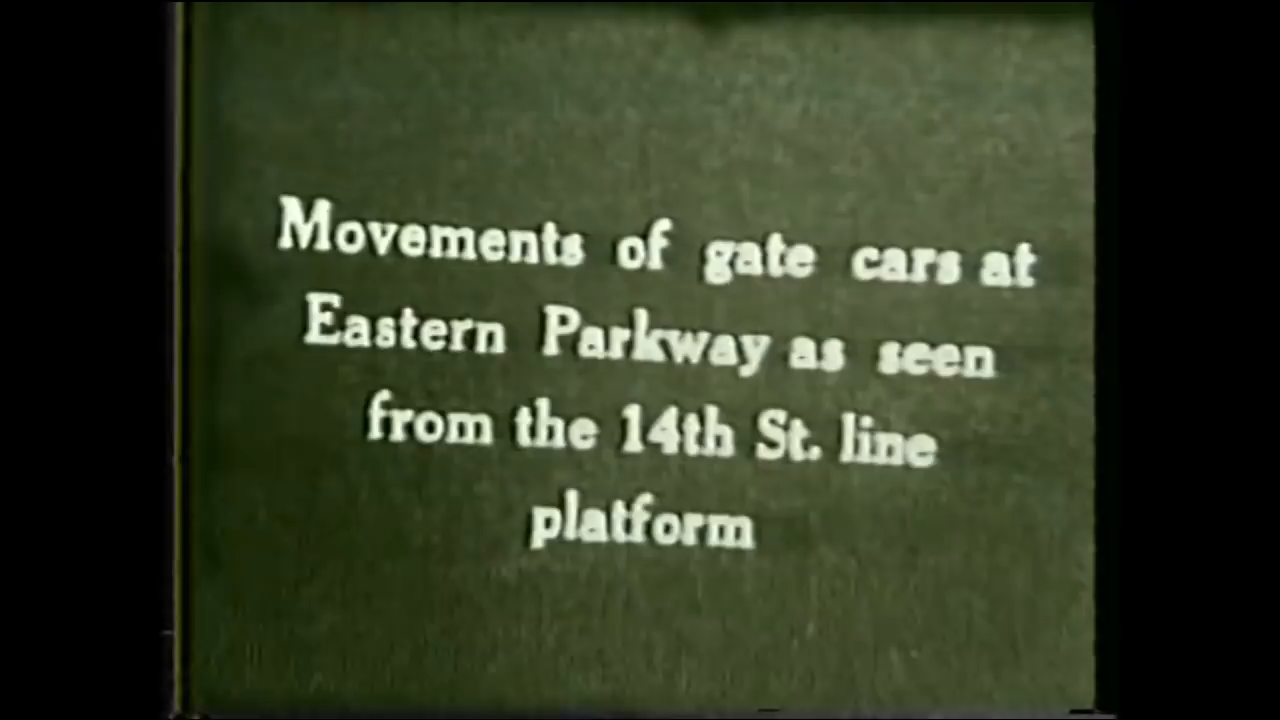 Movements of gate cars at
Eastern Parkway as seen
from the 14th St. line
platform